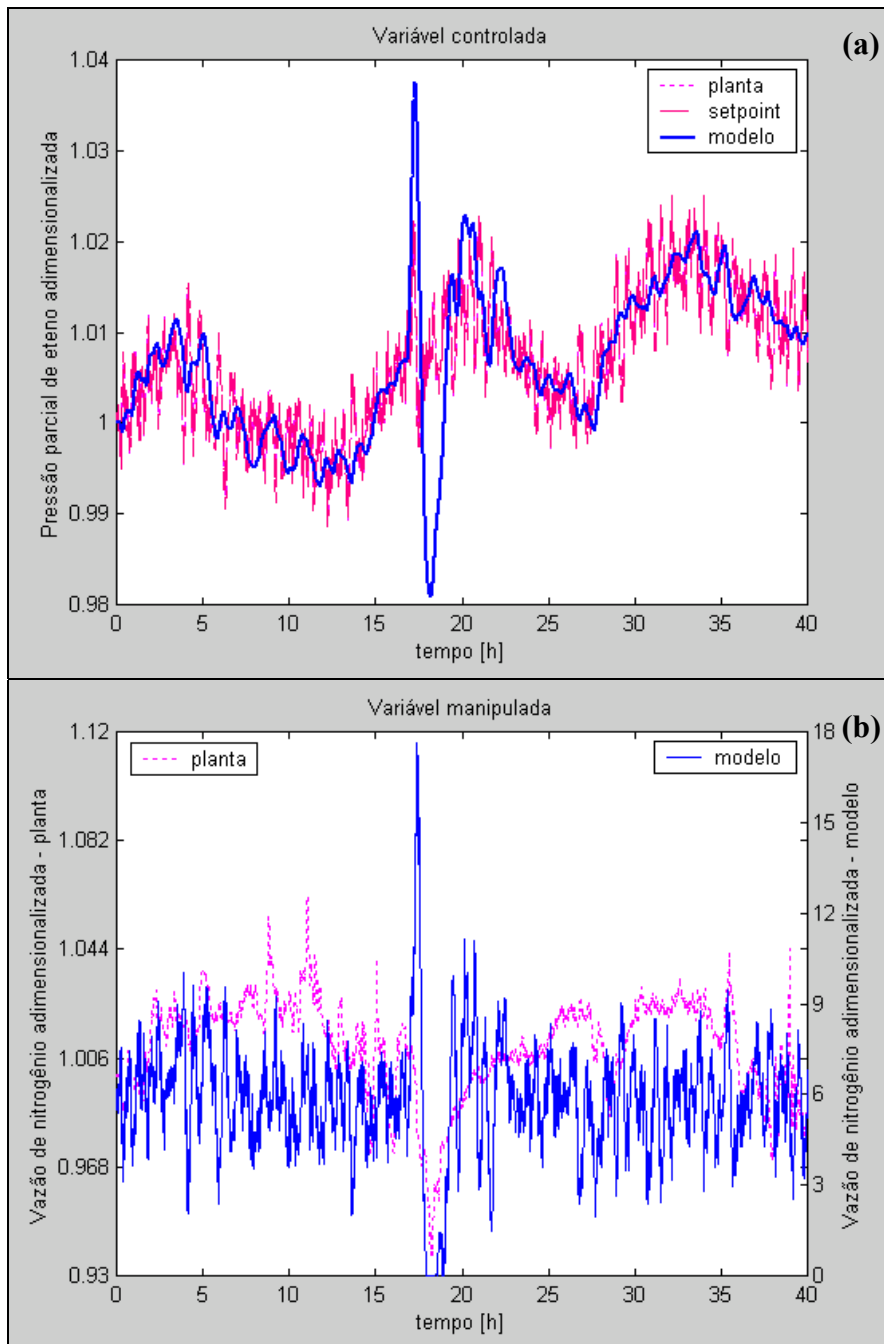 Variável controlada
(a)
1.04
1.03
1.02
1.01
1
0.99
0.98
Pressão parcial de eteno adimensionalizada
planta
setpoint
modelo
0
5
10
15
20
25
30
35
40
tempo [h]
Variável manipulada
(b)
1.12
1.082
1.044
1.006
0.968
0.93
Vazão de nitrogênio adimensionalizada - planta
planta
modelo
18
15
12
9
6
3
0
Vazão de nitrogênio adimensionalizada - modelo
0
5
10
15
20
25
30
35
40
tempo [h]